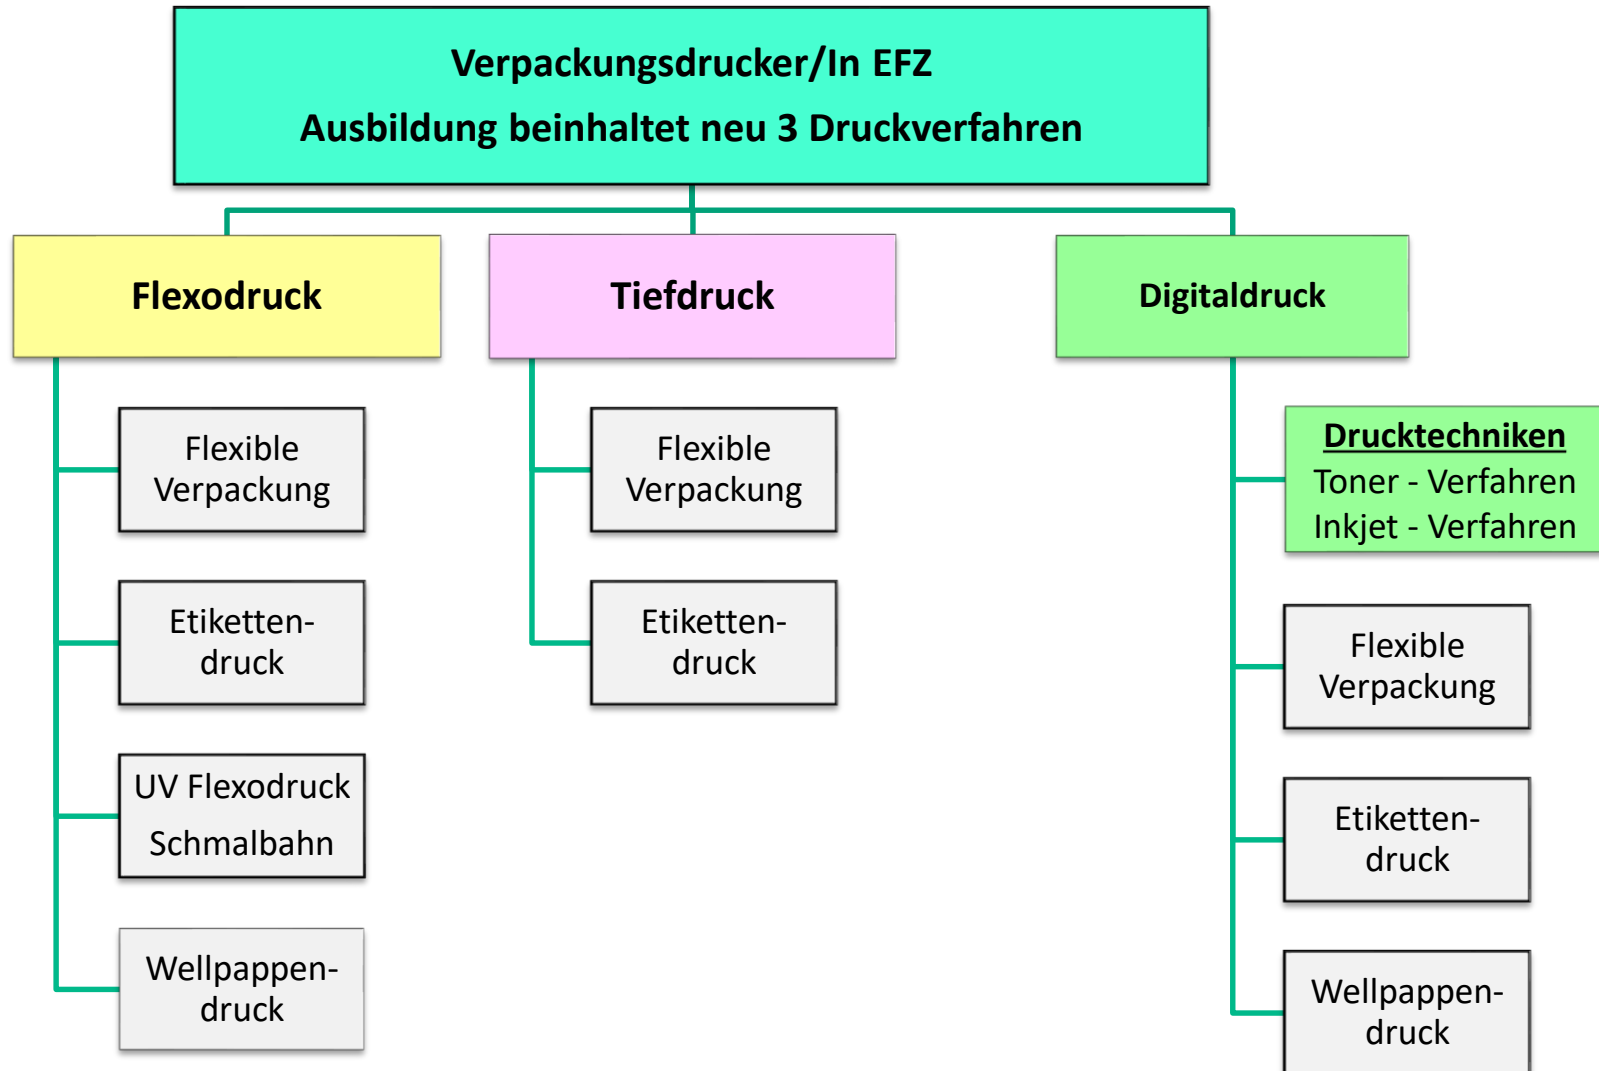 Verpackungsdrucker/In EFZ
Ausbildung beinhaltet neu 3 Druckverfahren
Flexodruck
Flexible
Verpackung
Etiketten-
druck
UV Flexodruck
Schmalbahn
Wellpappen-
druck
Tiefdruck
Flexible
Verpackung
Etiketten-
druck
Digitaldruck
Drucktechniken
Toner - Verfahren
Inkjet - Verfahren
Flexible
Verpackung
Etiketten-
druck
Wellpappen-
druck